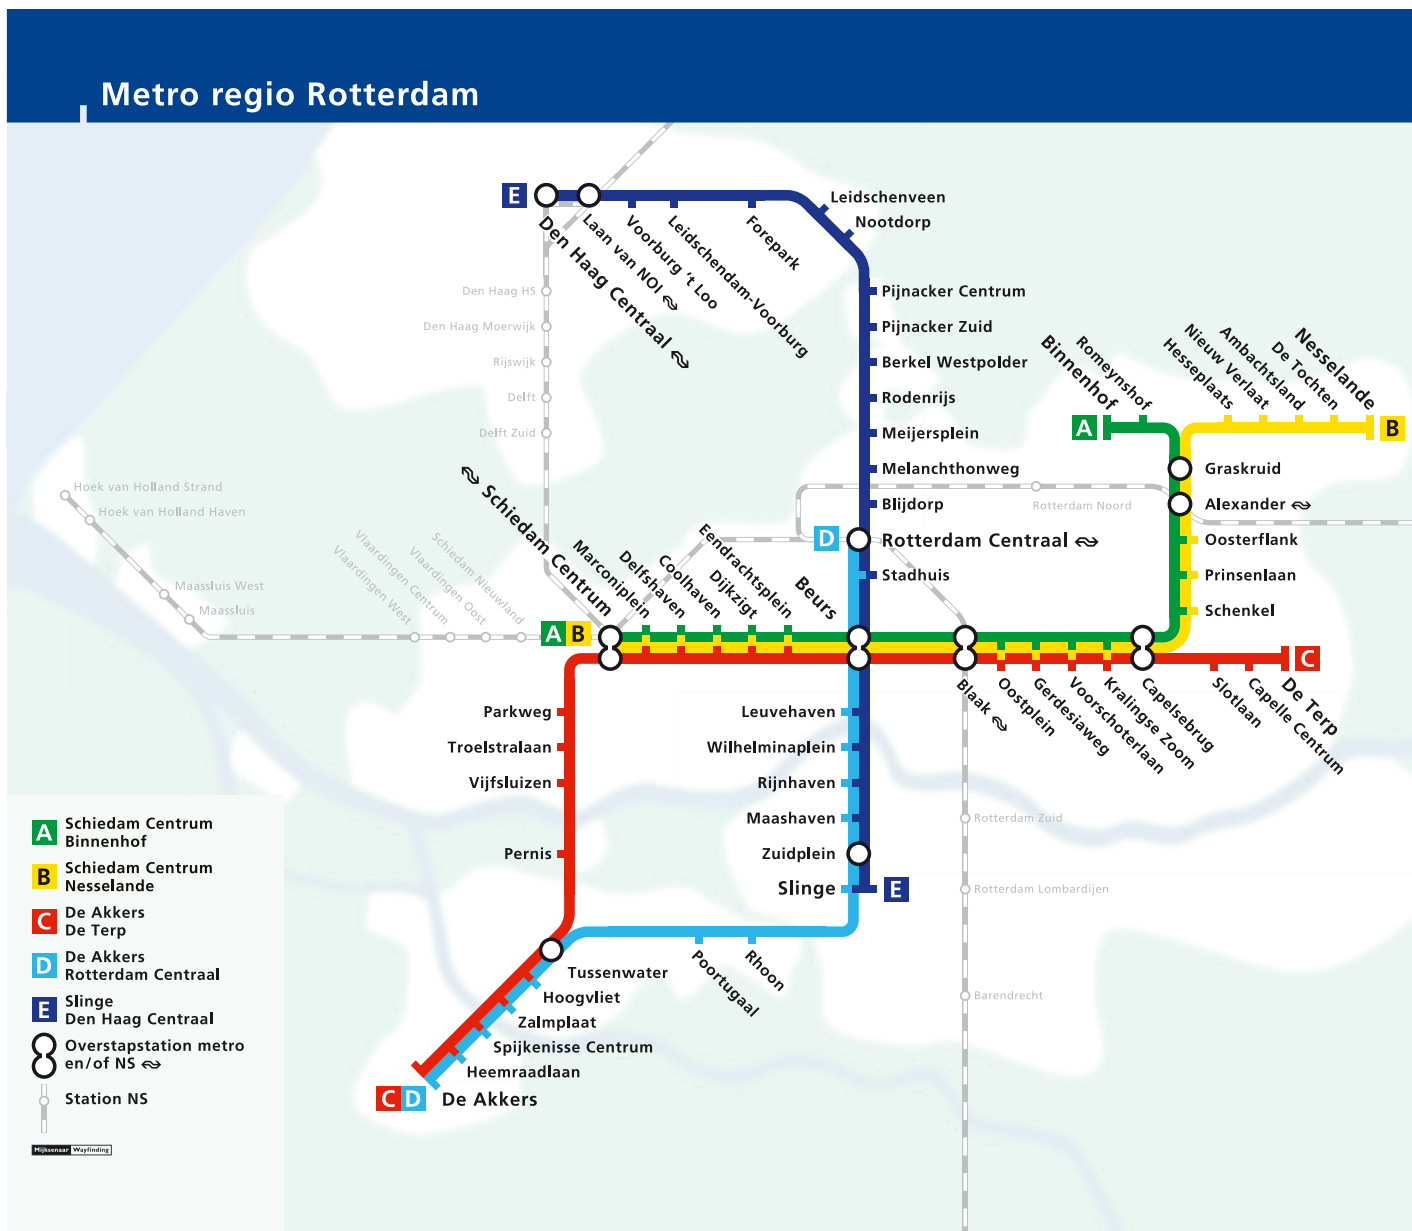 Metro regio Rotterdam
E
Den Haag Centraal
Laan van NOI
Voorburg 't Loo
Leidschendam-Voorburg
Forepark
Leidschenveen
Nootdorp
Den Haag HS
Den Haag Moerwijk
Rijswijk
Delft
Delft Zuid
Pijnacker Centrum
Pijnacker Zuid
Berkel Westpolder
Rodenrijs
Meijersplein
Melanchthonweg
Blijdorp
D
Rotterdam Centraal
Stadhuis
Rotterdam Noord
A
Binnenhof
Romeynshof
Hesseplaats
Nieuw Verlaat
Ambachtsland
De Tochten
Nesselande
B
Graskruid
Alexander
Oosterflank
Prinsenlaan
Schenkel
Hoek van Holland Strand
Hoek van Holland Haven
Maassluis West
Maassluis
Vlaardingen West
Vlaardingen Centrum
Vlaardingen Oost
Schiedam Nieuwland
A B
Schiedam Centrum
Marconiplein
Delfshaven
Coolhaven
Dijkzigt
Eendrachtsplein
Beurs
Blaak
Oostplein
Gerdesiaweg
Voorschoterlaan
Kralingse Zoom
Capelsebrug
Slotlaan
Capelle Centrum
De Terp
C
Parkweg
Troelstralaan
Vijfsluizen
Pernis
Leuvehaven
Wilhelminaplein
Rijnhaven
Maashaven
Zuidplein
Slinge
E
Rotterdam Zuid
Rotterdam Lombardijen
Barendrecht
Tussenwater
Hoogvliet
Zalmplaat
Spijkenisse Centrum
Heemraadlaan
C D
De Akkers
Poortugaal
Rhoon
A
Schiedam Centrum
Binnenhof
B
Schiedam Centrum
Nesselande
C
De Akkers
De Terp
D
De Akkers
Rotterdam Centraal
E
Slinge
Den Haag Centraal
Overstapstation metro
en/of NS
Station NS
Mijksenaar Wayfinding